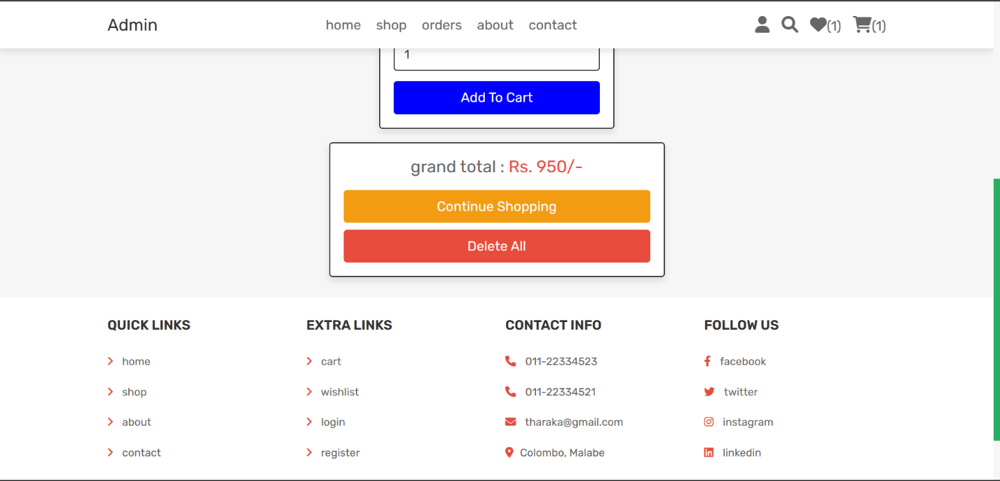 Admin home shop orders about contact (1) (1)
1
Add To Cart
grand total : Rs. 950/-
Continue Shopping
Delete All
QUICK LINKS
home
shop
about
contact
EXTRA LINKS
cart
wishlist
login
register
CONTACT INFO
011-22334523
011-22334521
tharaka@gmail.com
Colombo, Malabe
FOLLOW US
facebook
twitter
instagram
linkedin